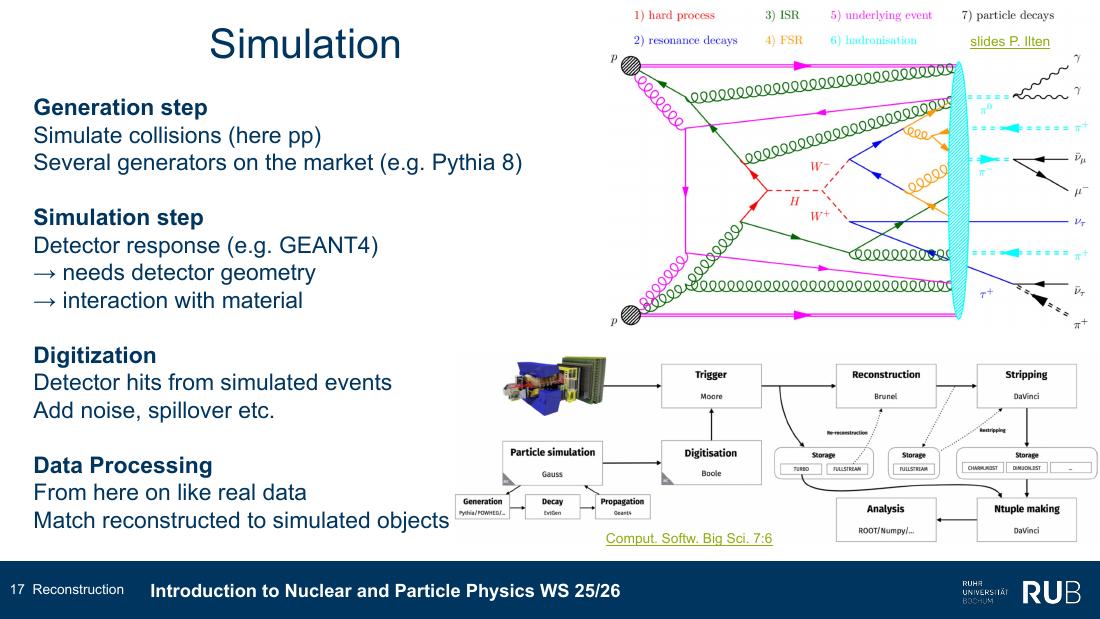 Simulation
Generation step
Simulate collisions (here pp)
Several generators on the market (e.g. Pythia 8)
Simulation step
Detector response (e.g. GEANT4)
→ needs detector geometry
→ interaction with material
Digitization
Detector hits from simulated events
Add noise, spillover etc.
Data Processing
From here on like real data
Match reconstructed to simulated objects
1) hard process 3) ISR 5) underlying event 7) particle decays
2) resonance decays 4) FSR 6) hadronisation slides P. Ilten
p
γ
γ
π⁰
π⁺
W⁻
ν̄μ
π⁻
μ⁻
H
W⁺
ντ
π⁺
τ⁺
ν̄τ
p
π⁺
Trigger
Moore
Reconstruction
Brunel
Stripping
DaVinci
Re-reconstruction
Restripping
Particle simulation
Gauss
Digitisation
Boole
Storage
TURBO FULLSTREAM
Storage
FULLSTREAM
Storage
CHARM.MDST DIMUON.DST ...
Generation
Pythia/POWHEG/...
Decay
EvtGen
Propagation
Geant4
Analysis
ROOT/Numpy/...
Ntuple making
DaVinci
Comput. Softw. Big Sci. 7:6
17 Reconstruction
Introduction to Nuclear and Particle Physics WS 25/26
RUHR
UNIVERSITÄT
BOCHUM
RUB